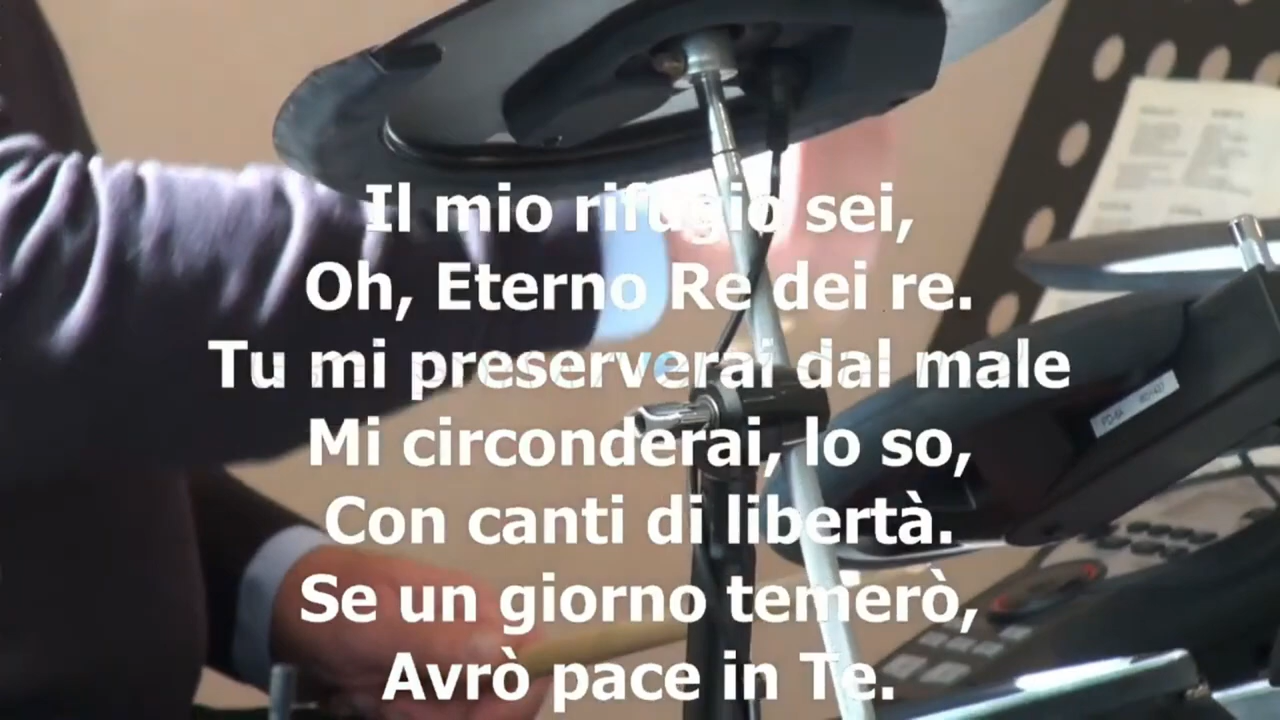 Il mio rifugio sei,
Oh, Eterno Re dei re.
Tu mi preserverai dal male
Mi circonderai, lo so,
Con canti di libertà.
Se un giorno temerò,
Avrò pace in Te.